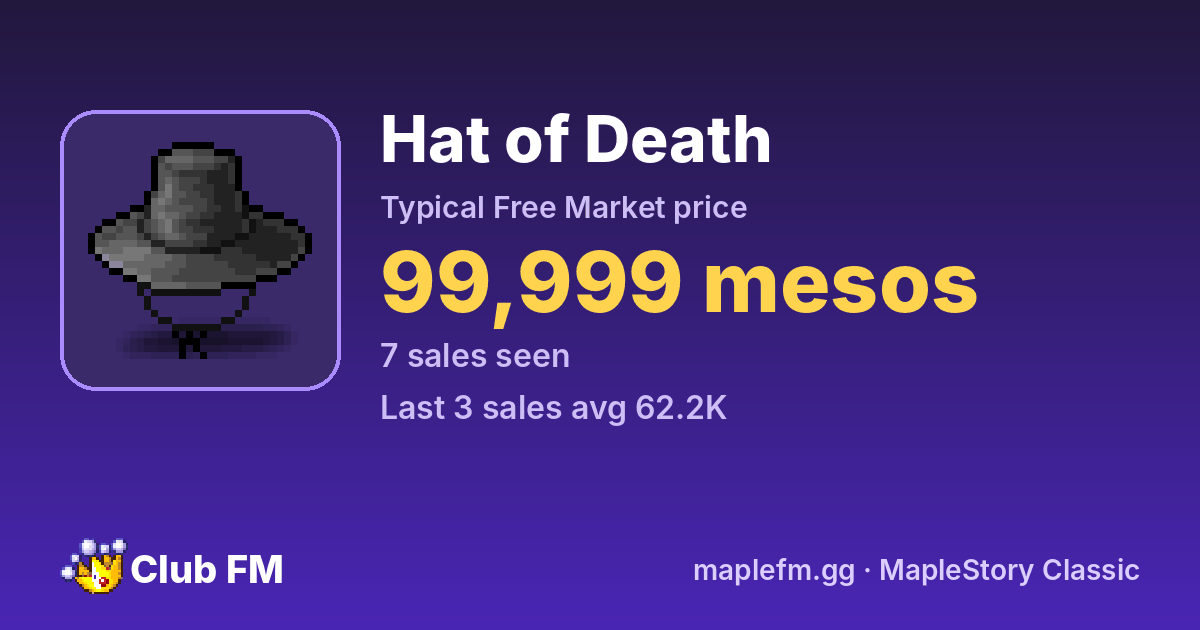 Hat of Death
Typical Free Market price
99,999 mesos
7 sales seen
Last 3 sales avg 62.2K
Club FM
maplefm.gg · MapleStory Classic